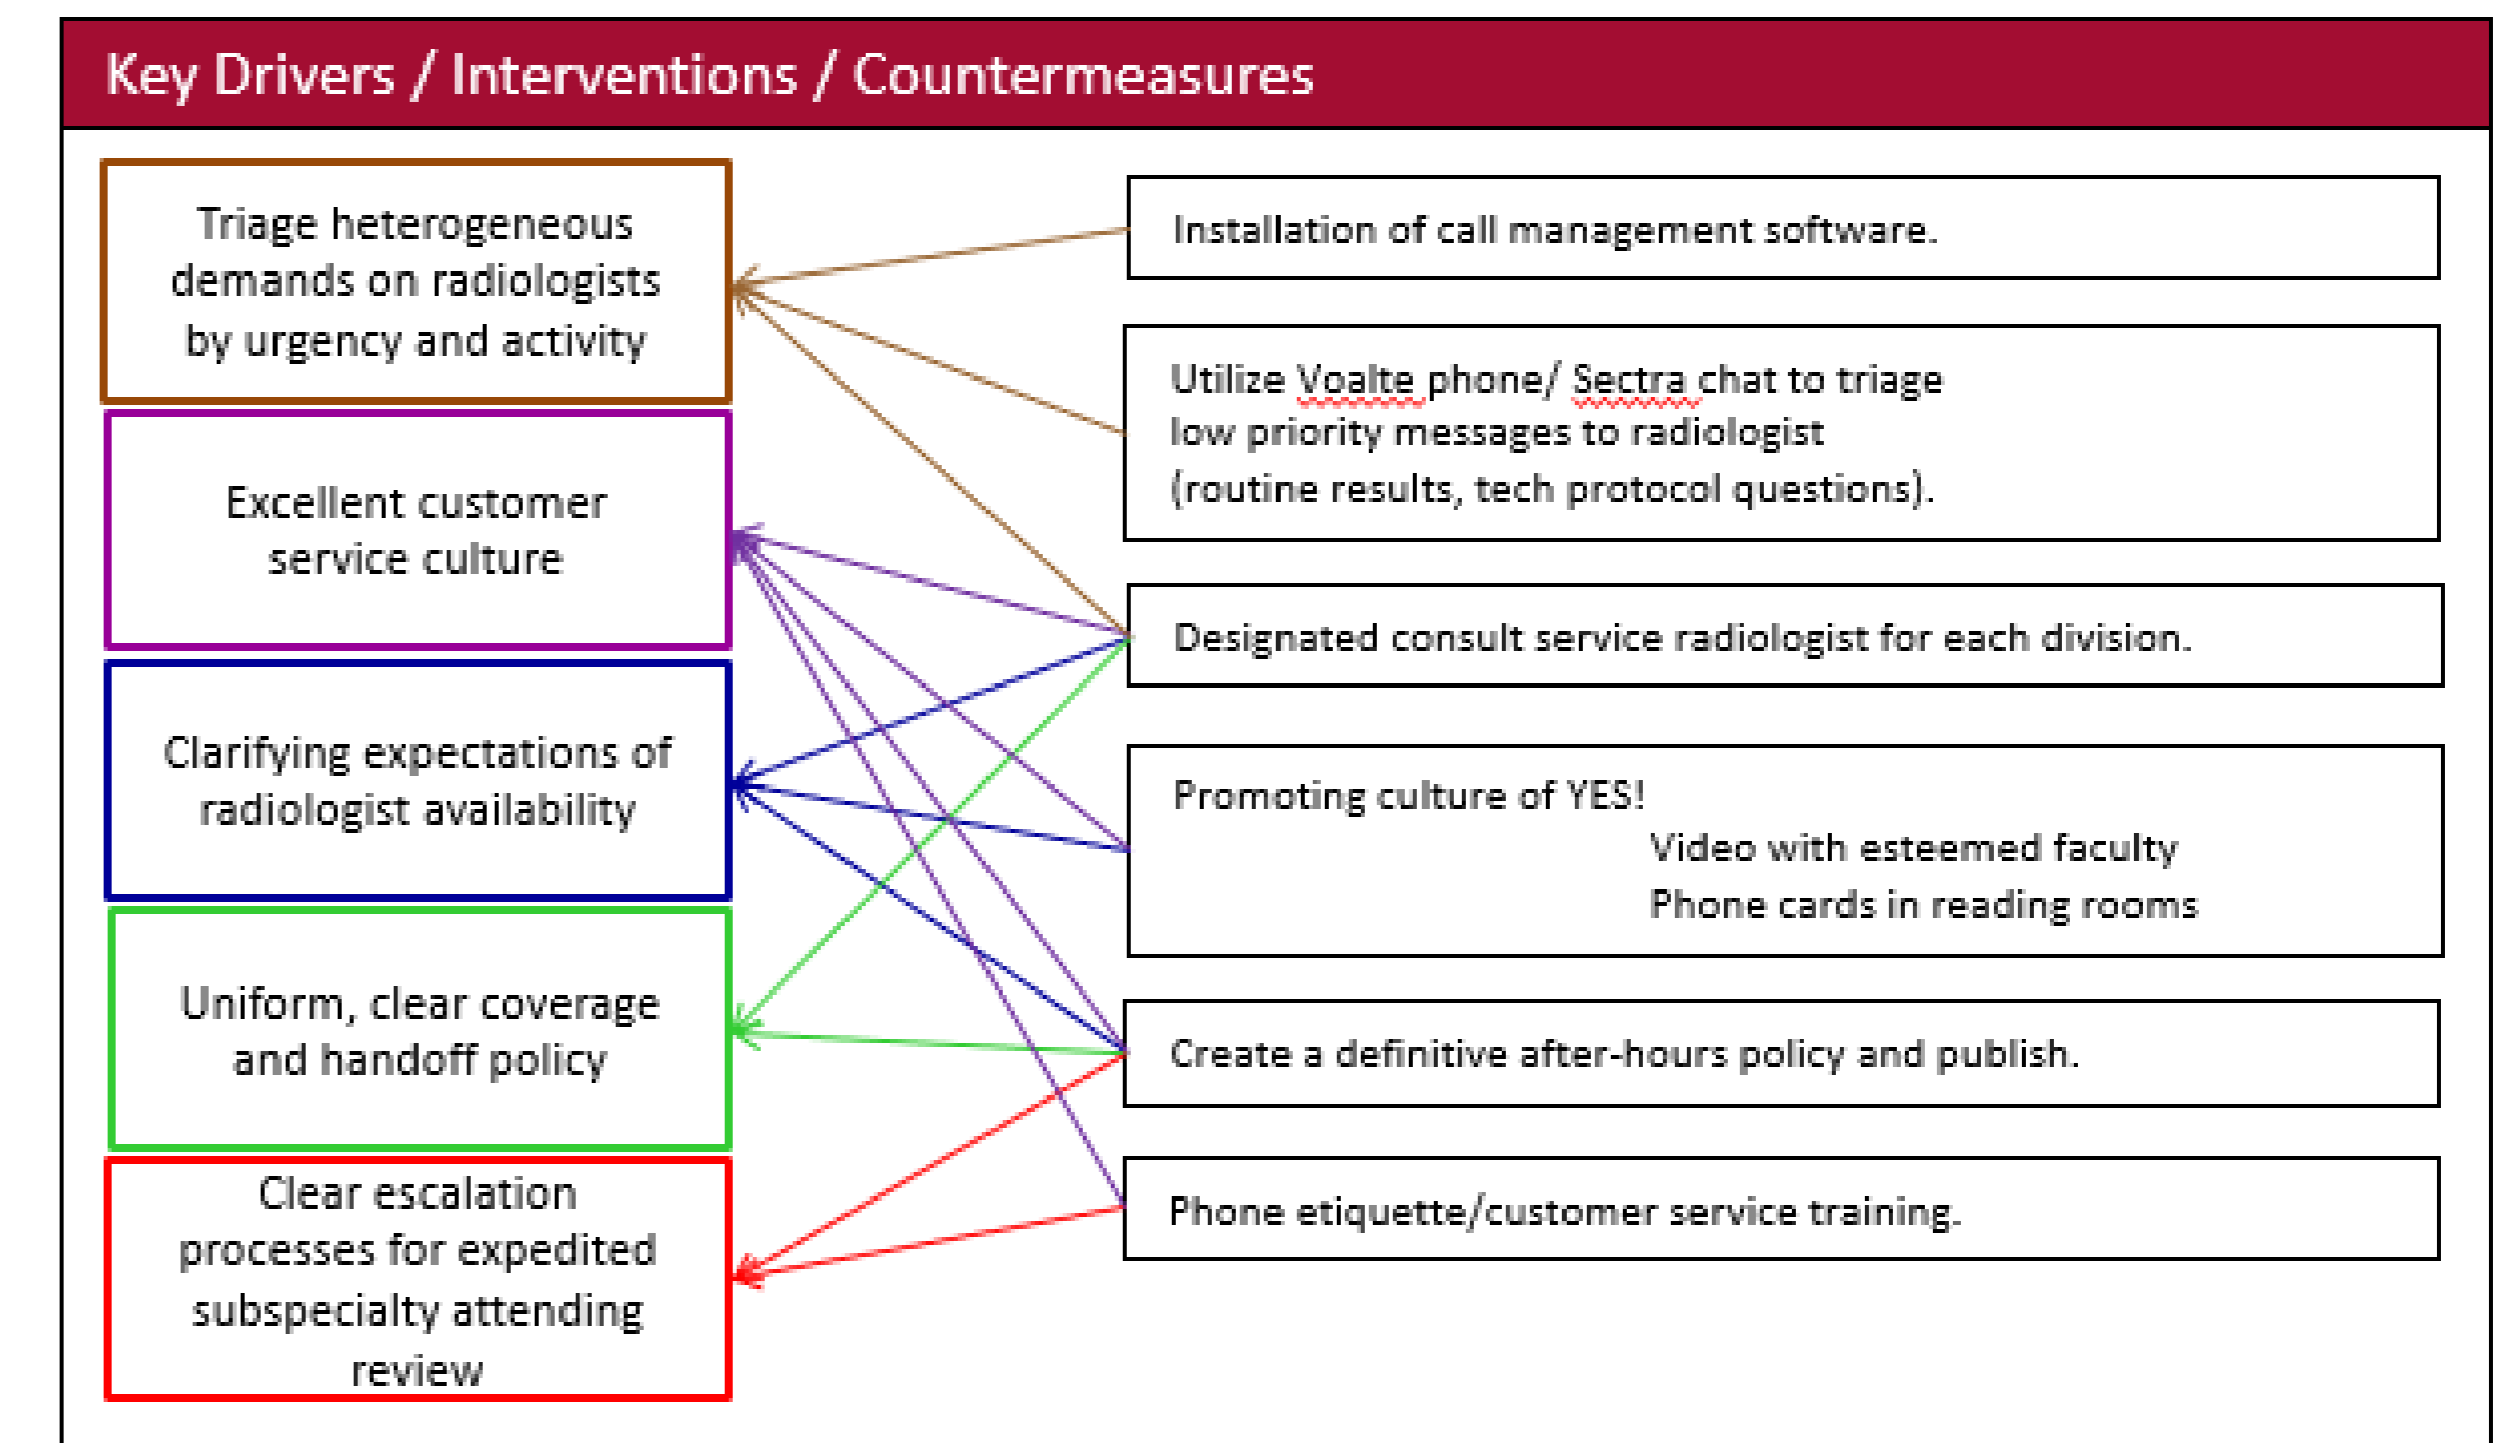 Key Drivers / Interventions / Countermeasures
Triage heterogeneous
demands on radiologists
by urgency and activity
Excellent customer
service culture
Clarifying expectations of
radiologist availability
Uniform, clear coverage
and handoff policy
Clear escalation
processes for expedited
subspecialty attending
review
Installation of call management software.
Utilize Voalte phone/ Sectra chat to triage
low priority messages to radiologist
(routine results, tech protocol questions).
Designated consult service radiologist for each division.
Promoting culture of YES!
Video with esteemed faculty
Phone cards in reading rooms
Create a definitive after-hours policy and publish.
Phone etiquette/customer service training.